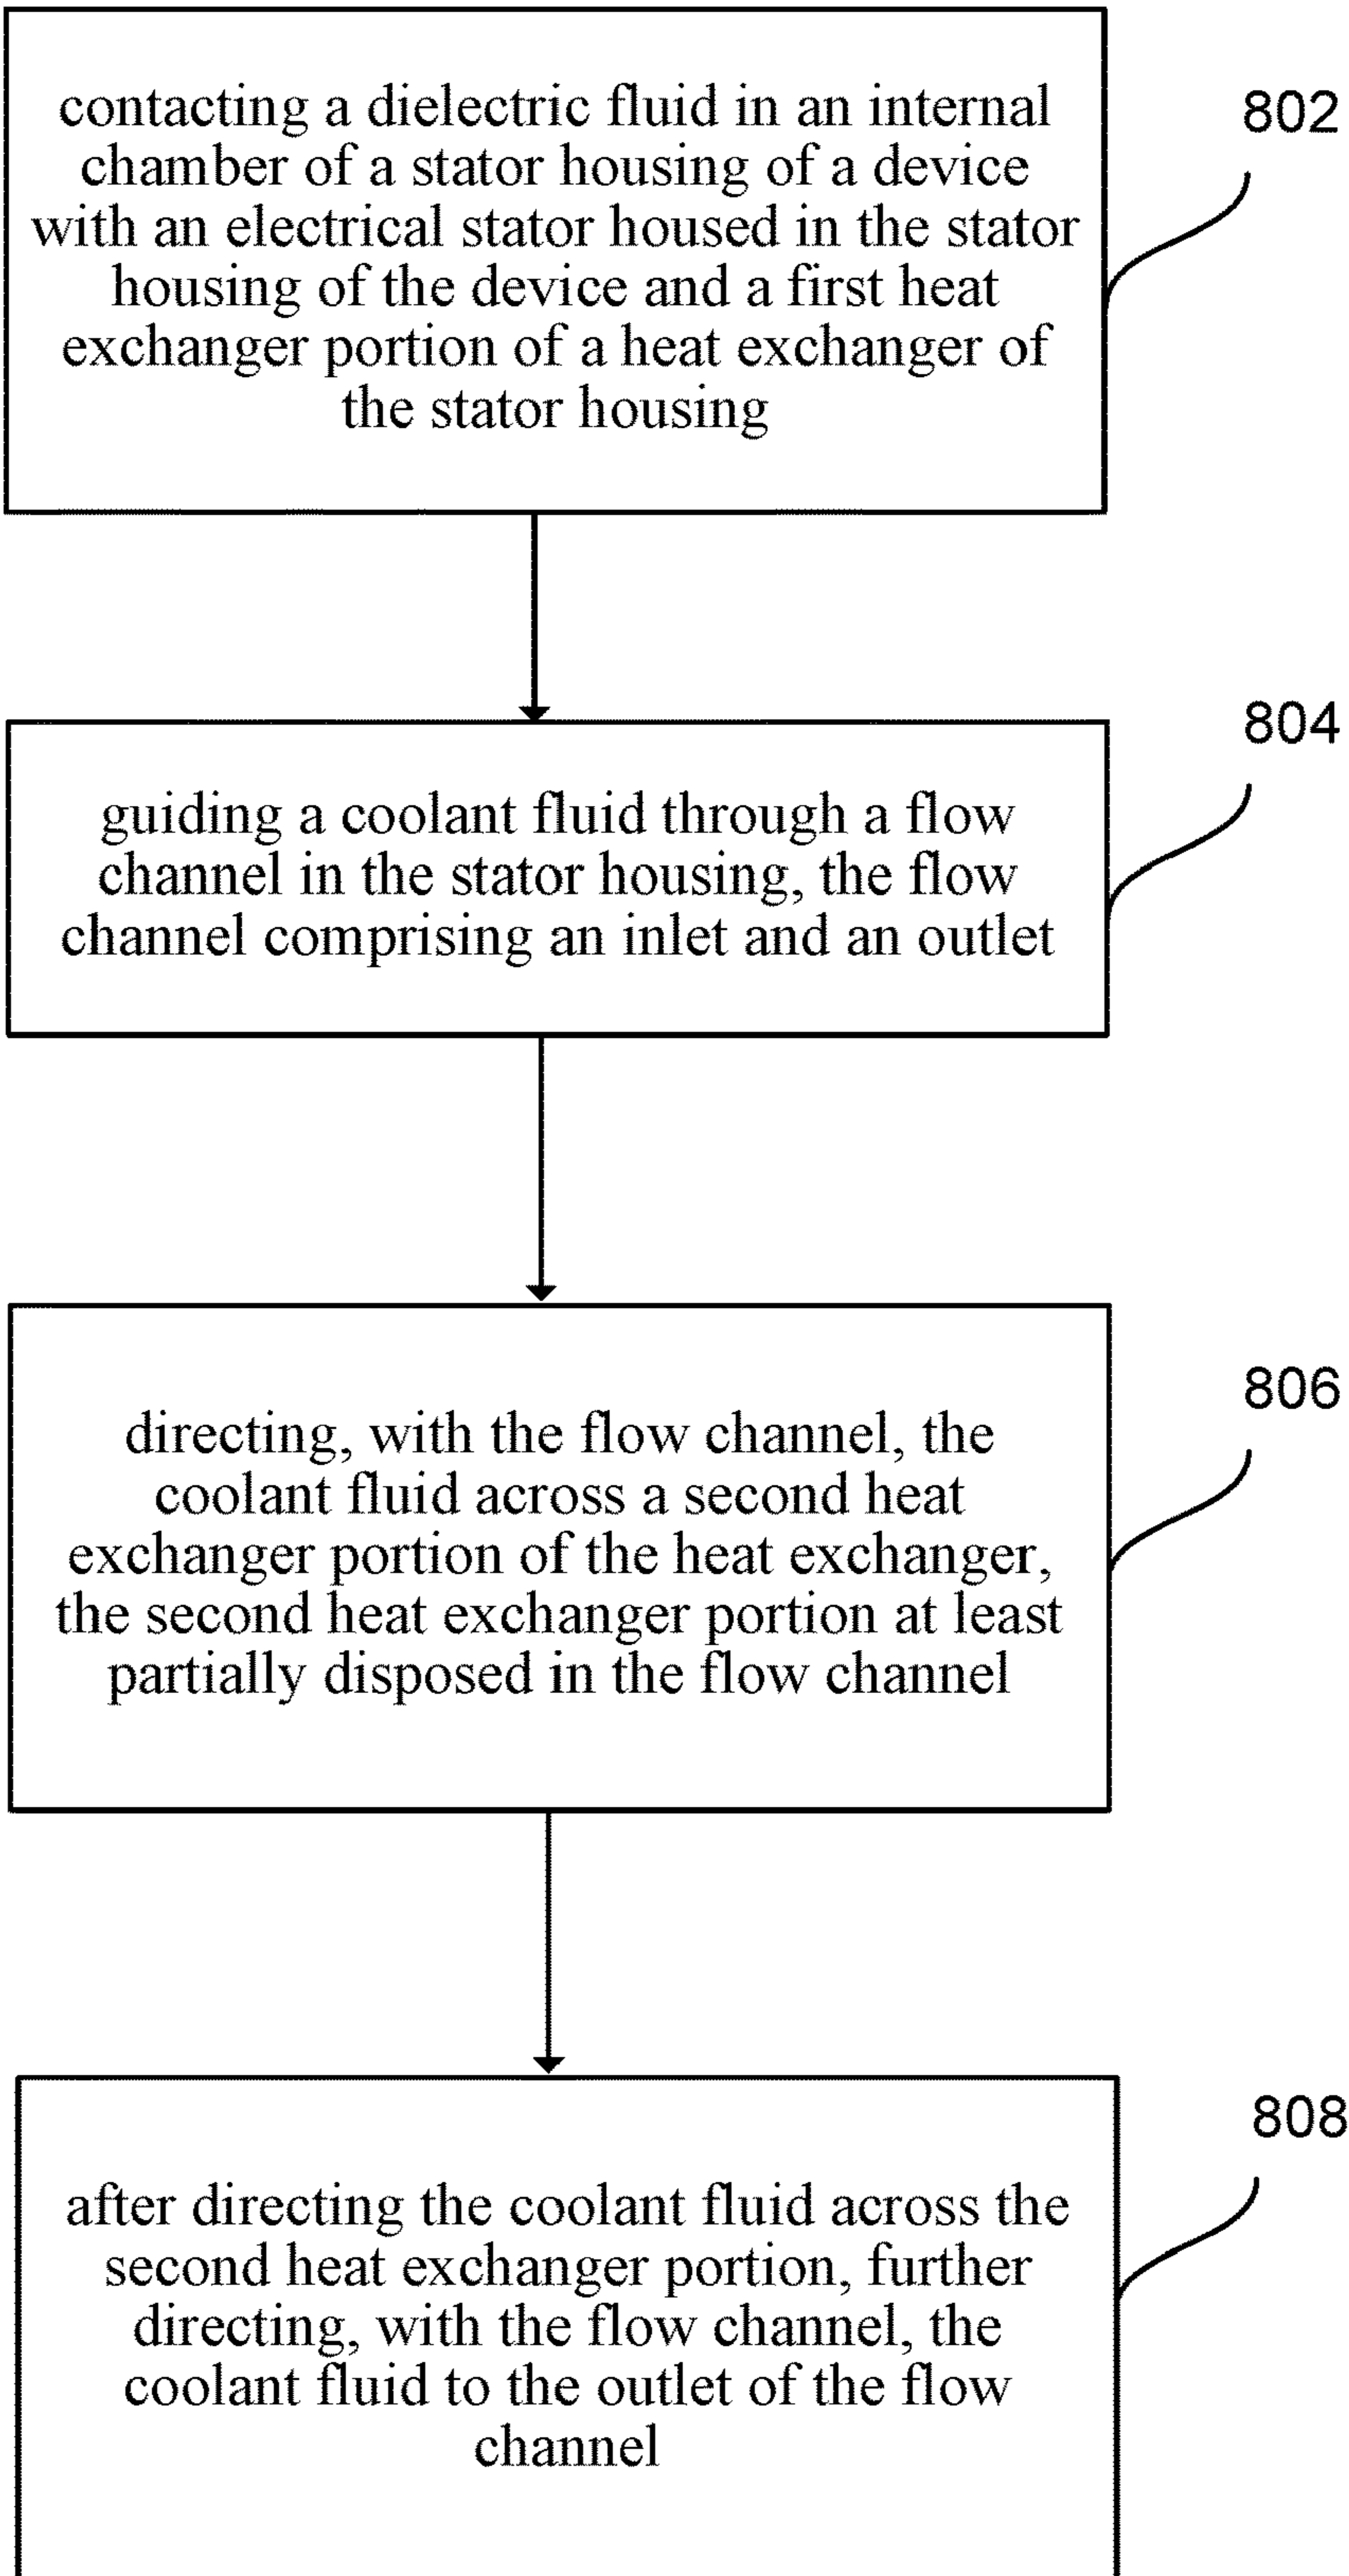 contacting a dielectric fluid in an internal
chamber of a stator housing of a device
with an electrical stator housed in the stator
housing of the device and a first heat
exchanger portion of a heat exchanger of
the stator housing
802
guiding a coolant fluid through a flow
channel in the stator housing, the flow
channel comprising an inlet and an outlet
804
directing, with the flow channel, the
coolant fluid across a second heat
exchanger portion of the heat exchanger,
the second heat exchanger portion at least
partially disposed in the flow channel
806
after directing the coolant fluid across the
second heat exchanger portion, further
directing, with the flow channel, the
coolant fluid to the outlet of the flow
channel
808